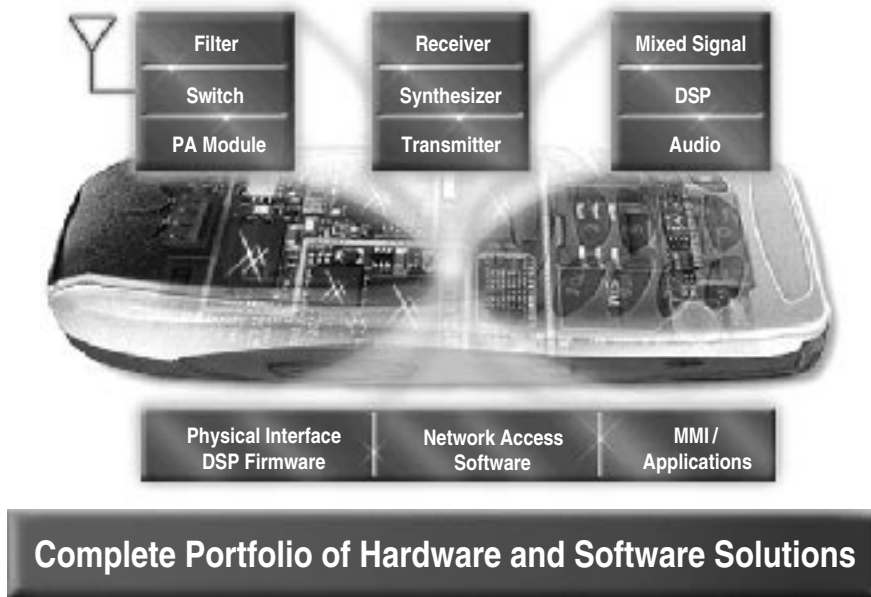 Filter
Switch
PA Module
Receiver
Synthesizer
Transmitter
Mixed Signal
DSP
Audio
Physical Interface
DSP Firmware
Network Access
Software
MMI /
Applications
Complete Portfolio of Hardware and Software Solutions